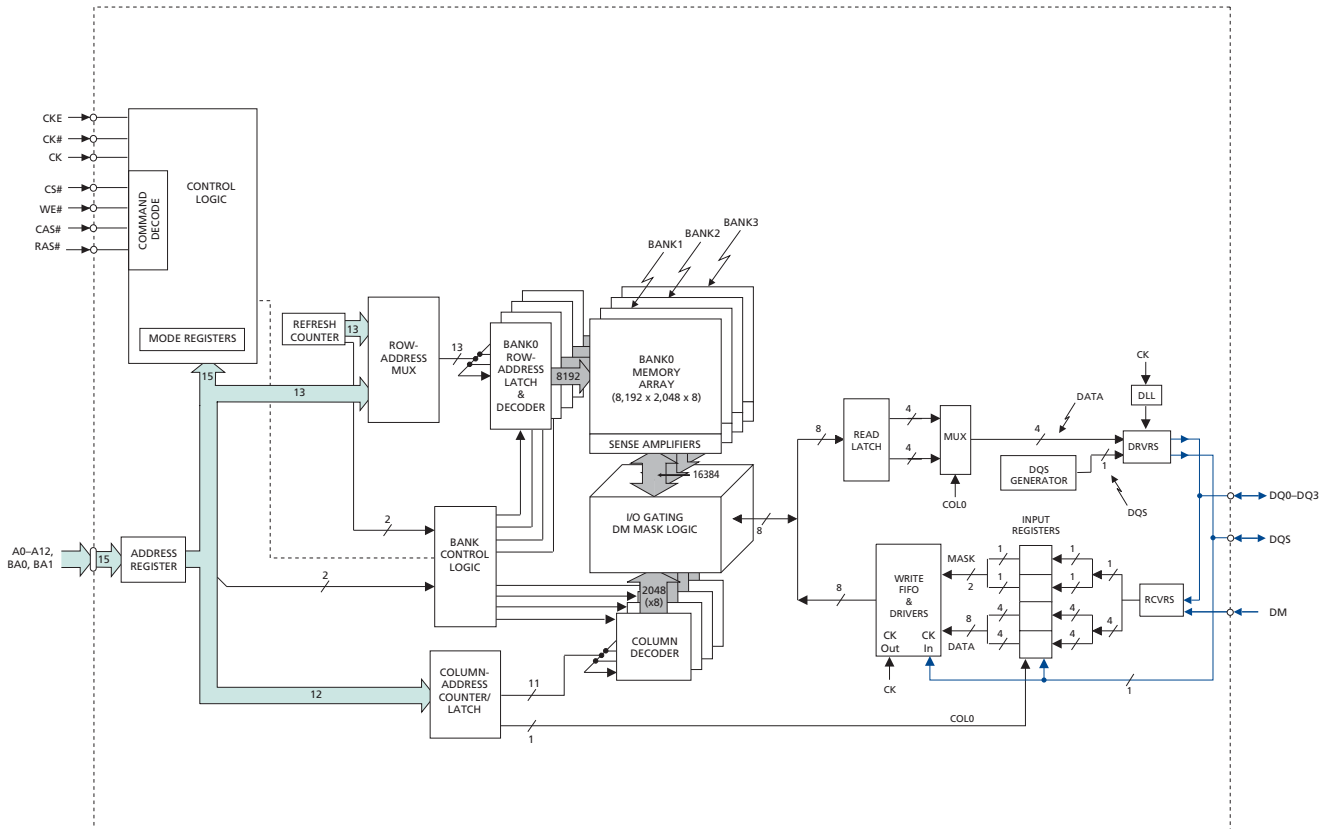 CKE
CK#
CK
CS#
WE#
CAS#
RAS#
COMMAND
DECODE
CONTROL
LOGIC
MODE REGISTERS
15
BANK1
BANK2
BANK3
REFRESH
COUNTER
13
ROW-
ADDRESS
MUX
13
13
BANK0
ROW-
ADDRESS
LATCH
&
DECODER
8192
BANK0
MEMORY
ARRAY
(8,192 x 2,048 x 8)
SENSE AMPLIFIERS
16384
I/O GATING
DM MASK LOGIC
8
2
BANK
CONTROL
LOGIC
2
A0–A12,
BA0, BA1
15
ADDRESS
REGISTER
2048
(x8)
COLUMN
DECODER
12
COLUMN-
ADDRESS
COUNTER/
LATCH
11
1
COL0
8
READ
LATCH
4
4
MUX
COL0
4
DATA
CK
DLL
DRVRS
DQS
GENERATOR
1
DQS
DQ0–DQ3
DQS
DM
INPUT
REGISTERS
8
WRITE
FIFO
&
DRIVERS
CK
Out
CK
In
CK
MASK
2
8
DATA
1
1
4
4
1
1
4
4
1
4
RCVRS
1